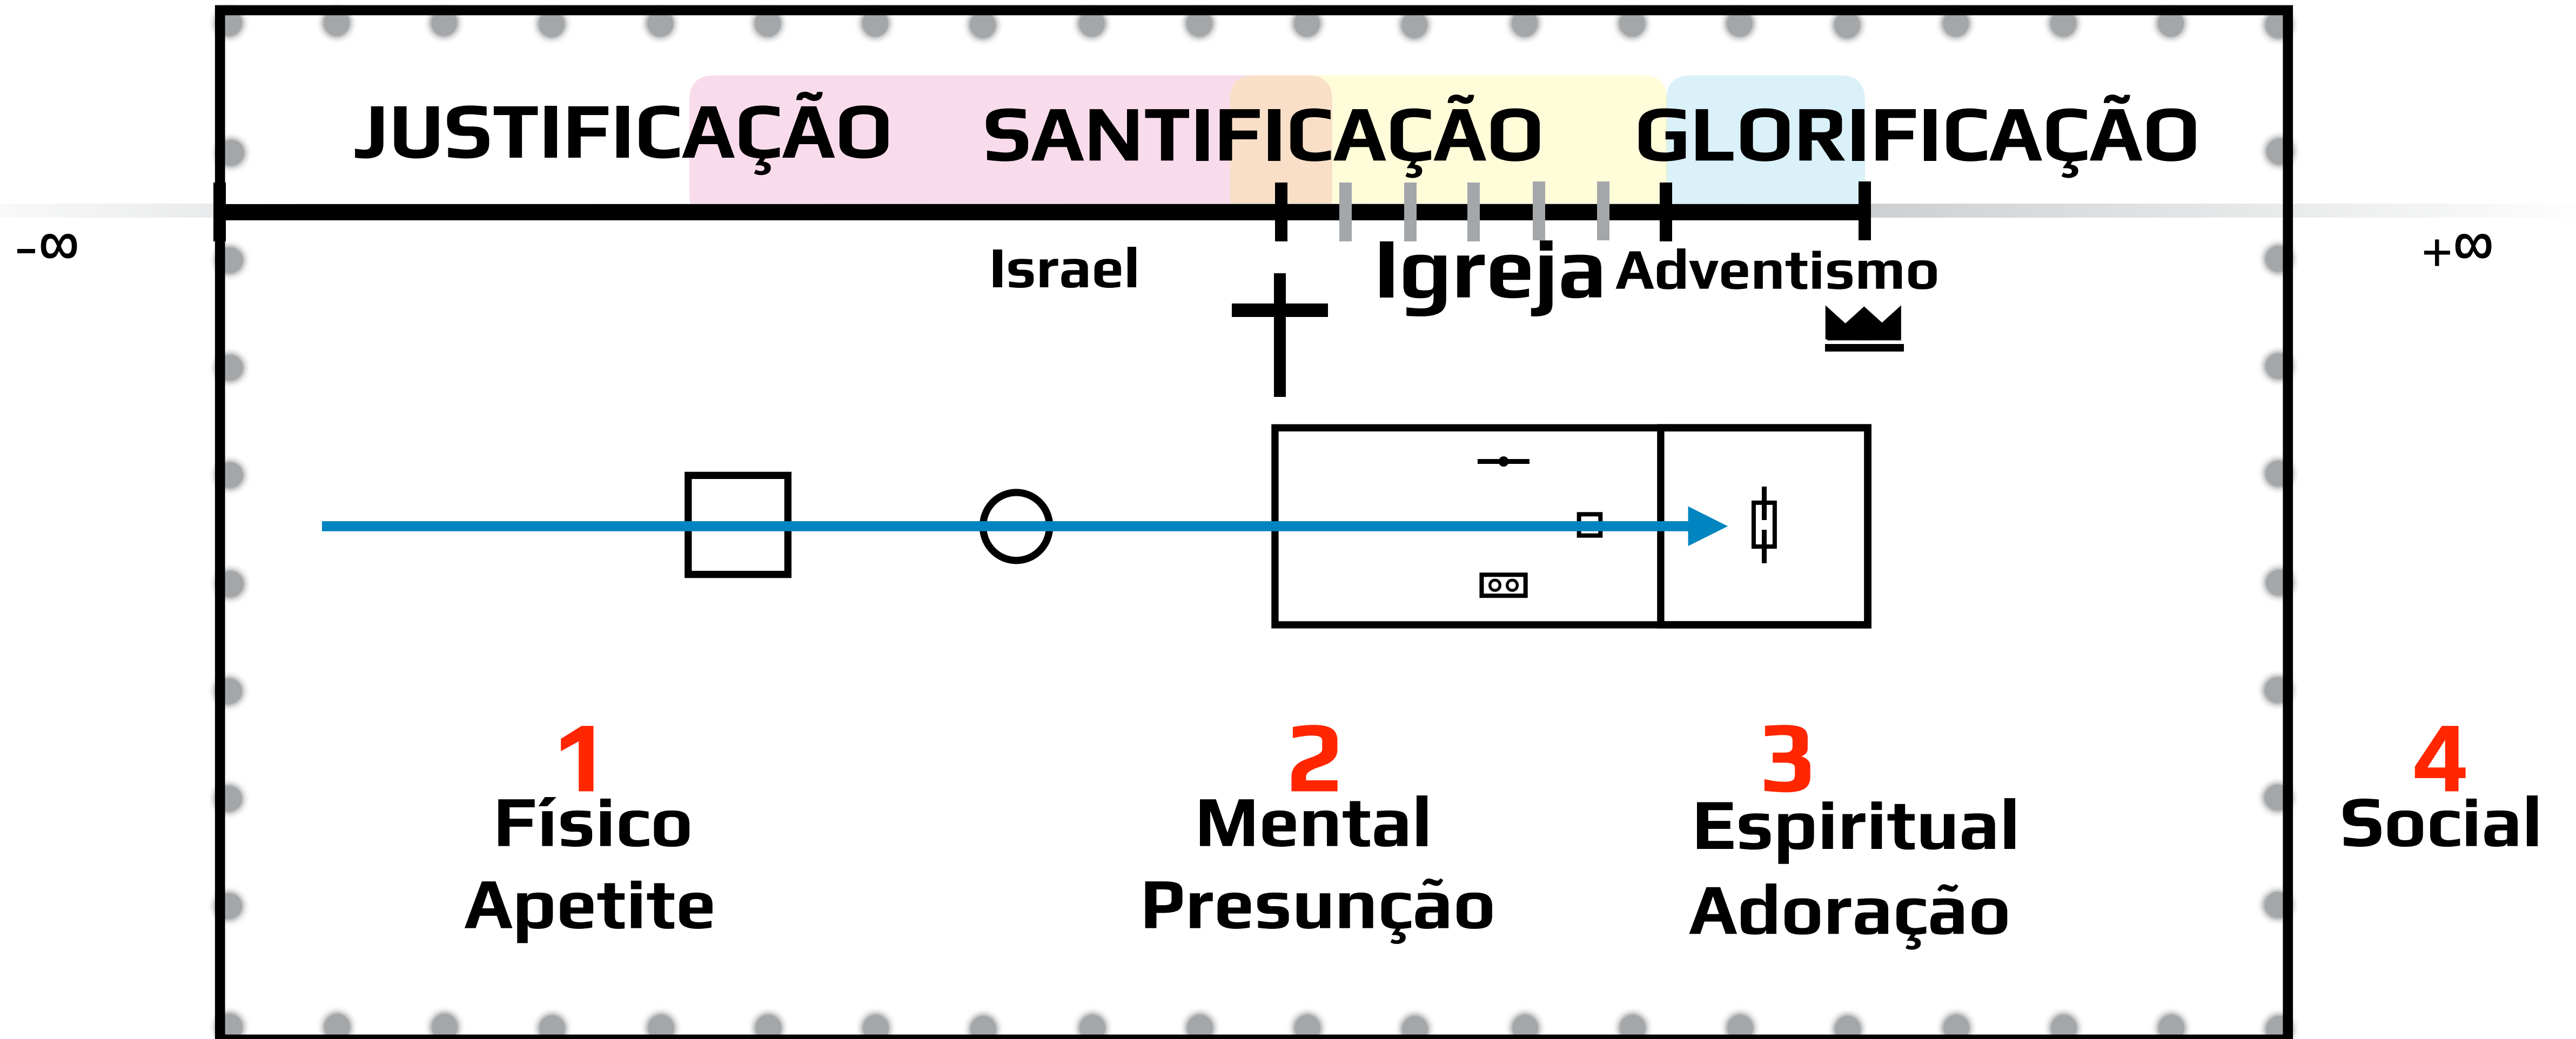 JUSTIFICAÇÃO SANTIFICAÇÃO GLORIFICAÇÃO
-∞ +∞
Israel Igreja Adventismo
1 2 3 4
Físico Mental Espiritual Social
Apetite Presunção Adoração